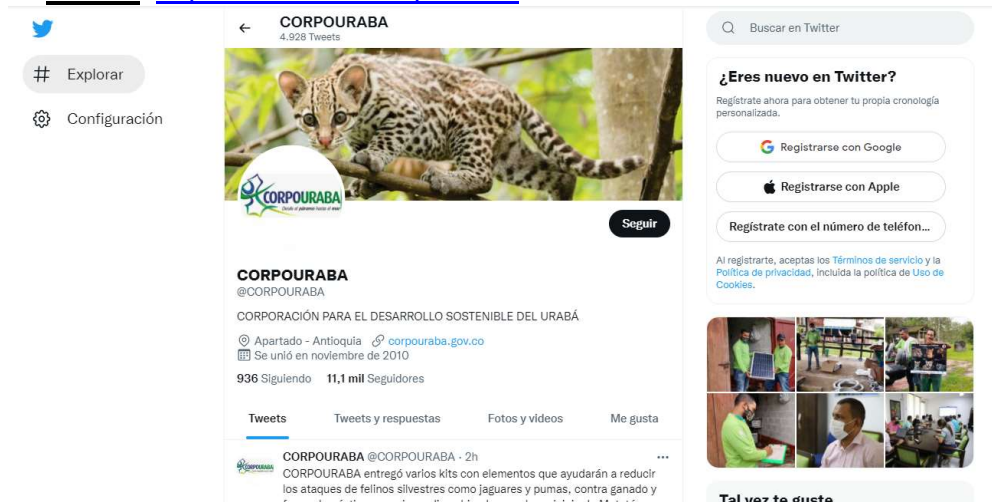 CORPOURABA
4.928 Tweets
Explorar
Configuración
CORPOURABA
Seguir
CORPOURABA
@CORPOURABA
CORPORACIÓN PARA EL DESARROLLO SOSTENIBLE DEL URABÁ
Apartado - Antioquia corpouraba.gov.co
Se unió en noviembre de 2010
936 Siguiendo 11,1 mil Seguidores
Tweets Tweets y respuestas Fotos y videos Me gusta
CORPOURABA @CORPOURABA · 2h
CORPOURABA entregó varios kits con elementos que ayudarán a reducir
los ataques de felinos silvestres como jaguares y pumas, contra ganado y
Buscar en Twitter
¿Eres nuevo en Twitter?
Regístrate ahora para obtener tu propia cronología
personalizada.
Registrarse con Google
Registrarse con Apple
Regístrate con el número de teléfon...
Al registrarte, aceptas los Términos de servicio y la
Política de privacidad, incluida la política de Uso de
Cookies.
Tal vez te guste